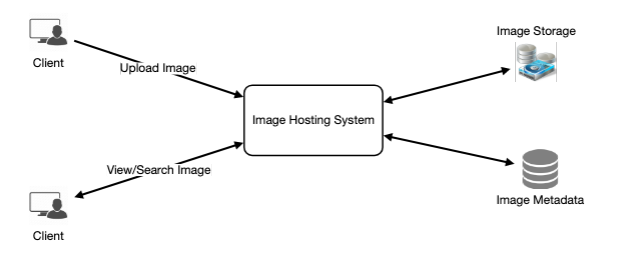 Image Storage
Client
Upload Image
Image Hosting System
View/Search Image
Image Metadata
Client